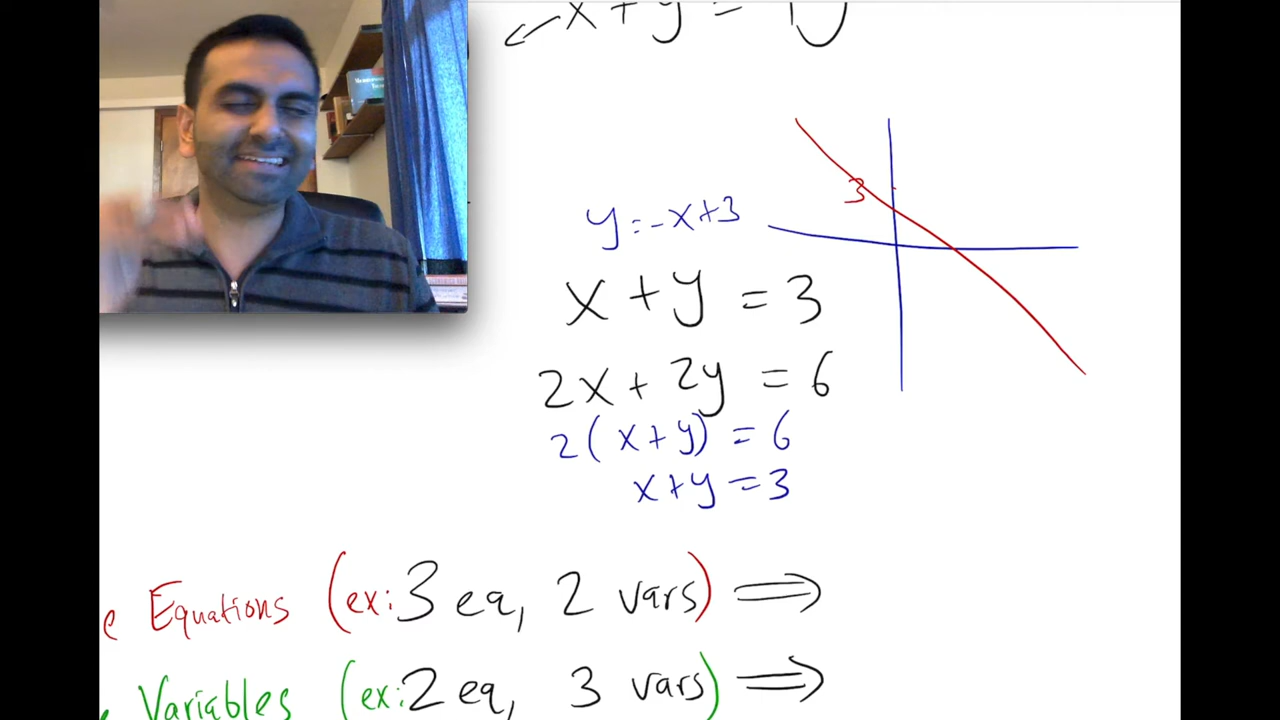 x + y = 
y = -x + 3
3
x + y = 3
2x + 2y = 6
2(x + y) = 6
x + y = 3
e Equations (ex: 3 eq, 2 vars) ⟹
e Variables (ex: 2 eq, 3 vars) ⟹